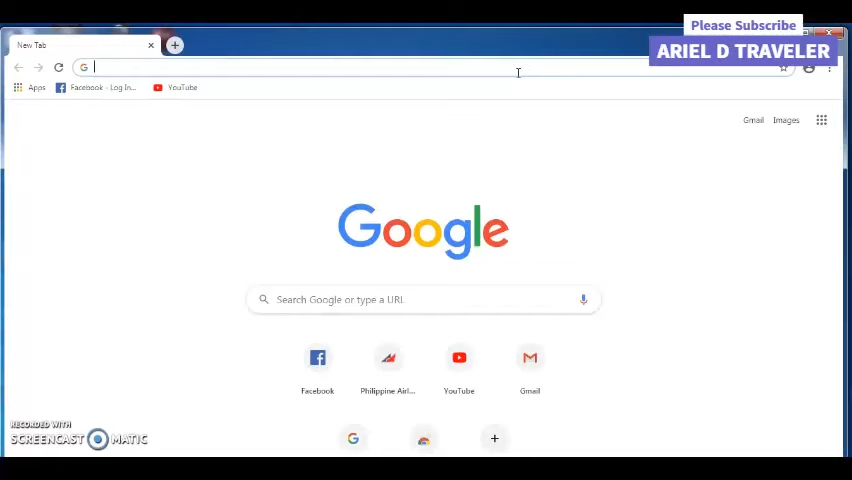 Please Subscribe
ARIEL D TRAVELER
New Tab
Apps
Facebook - Log In...
YouTube
Gmail
Images
Google
Search Google or type a URL
Facebook
Philippine Airl...
YouTube
Gmail
RECORDED WITH
SCREENCAST MATIC